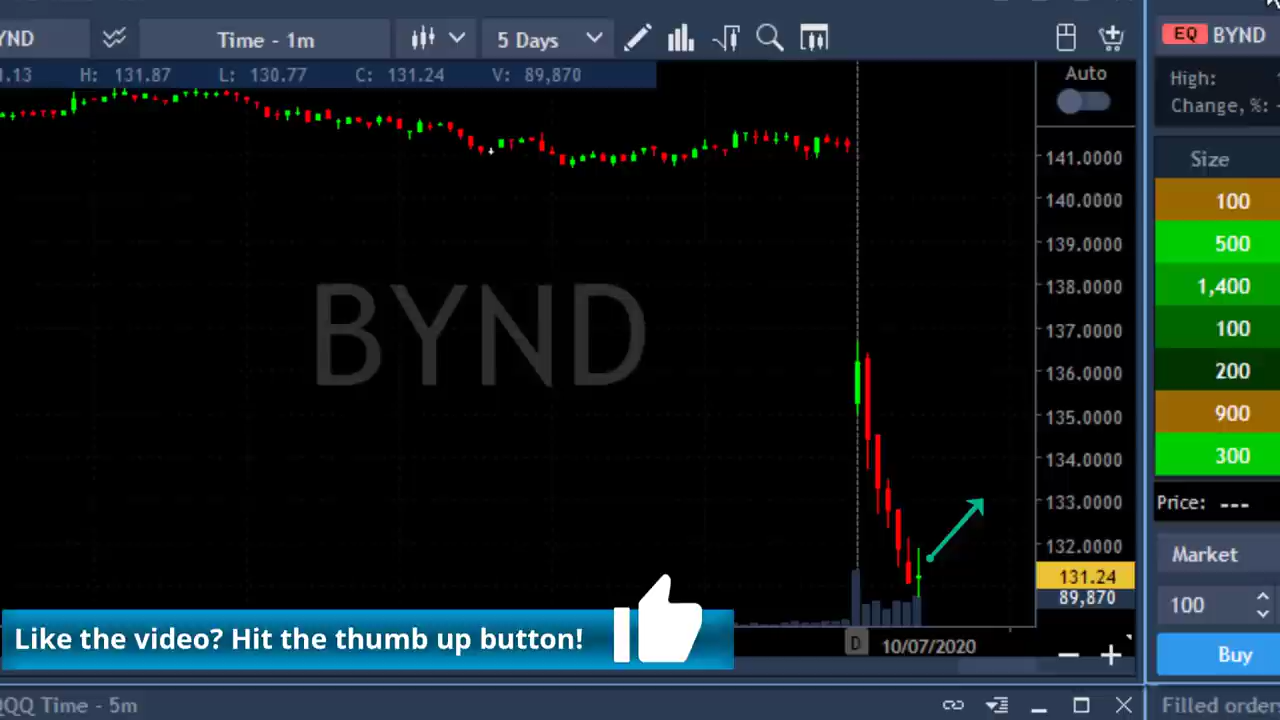 YND
Time - 1m
5 Days
1.13 H: 131.87 L: 130.77 C: 131.24 V: 89,870
Auto
141.0000
140.0000
139.0000
138.0000
137.0000
136.0000
135.0000
134.0000
133.0000
132.0000
131.24
89,870
BYND
D
10/07/2020
Like the video? Hit the thumb up button!
QQQ Time - 5m
EQ BYND
High:
Change, %: -
Size
100
500
1,400
100
200
900
300
Price: ---
Market
100
Buy
Filled order